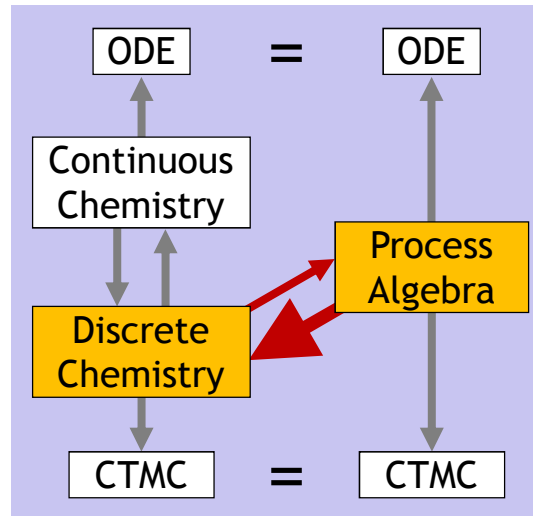 ODE = ODE
Continuous
Chemistry
Process
Algebra
Discrete
Chemistry
CTMC = CTMC